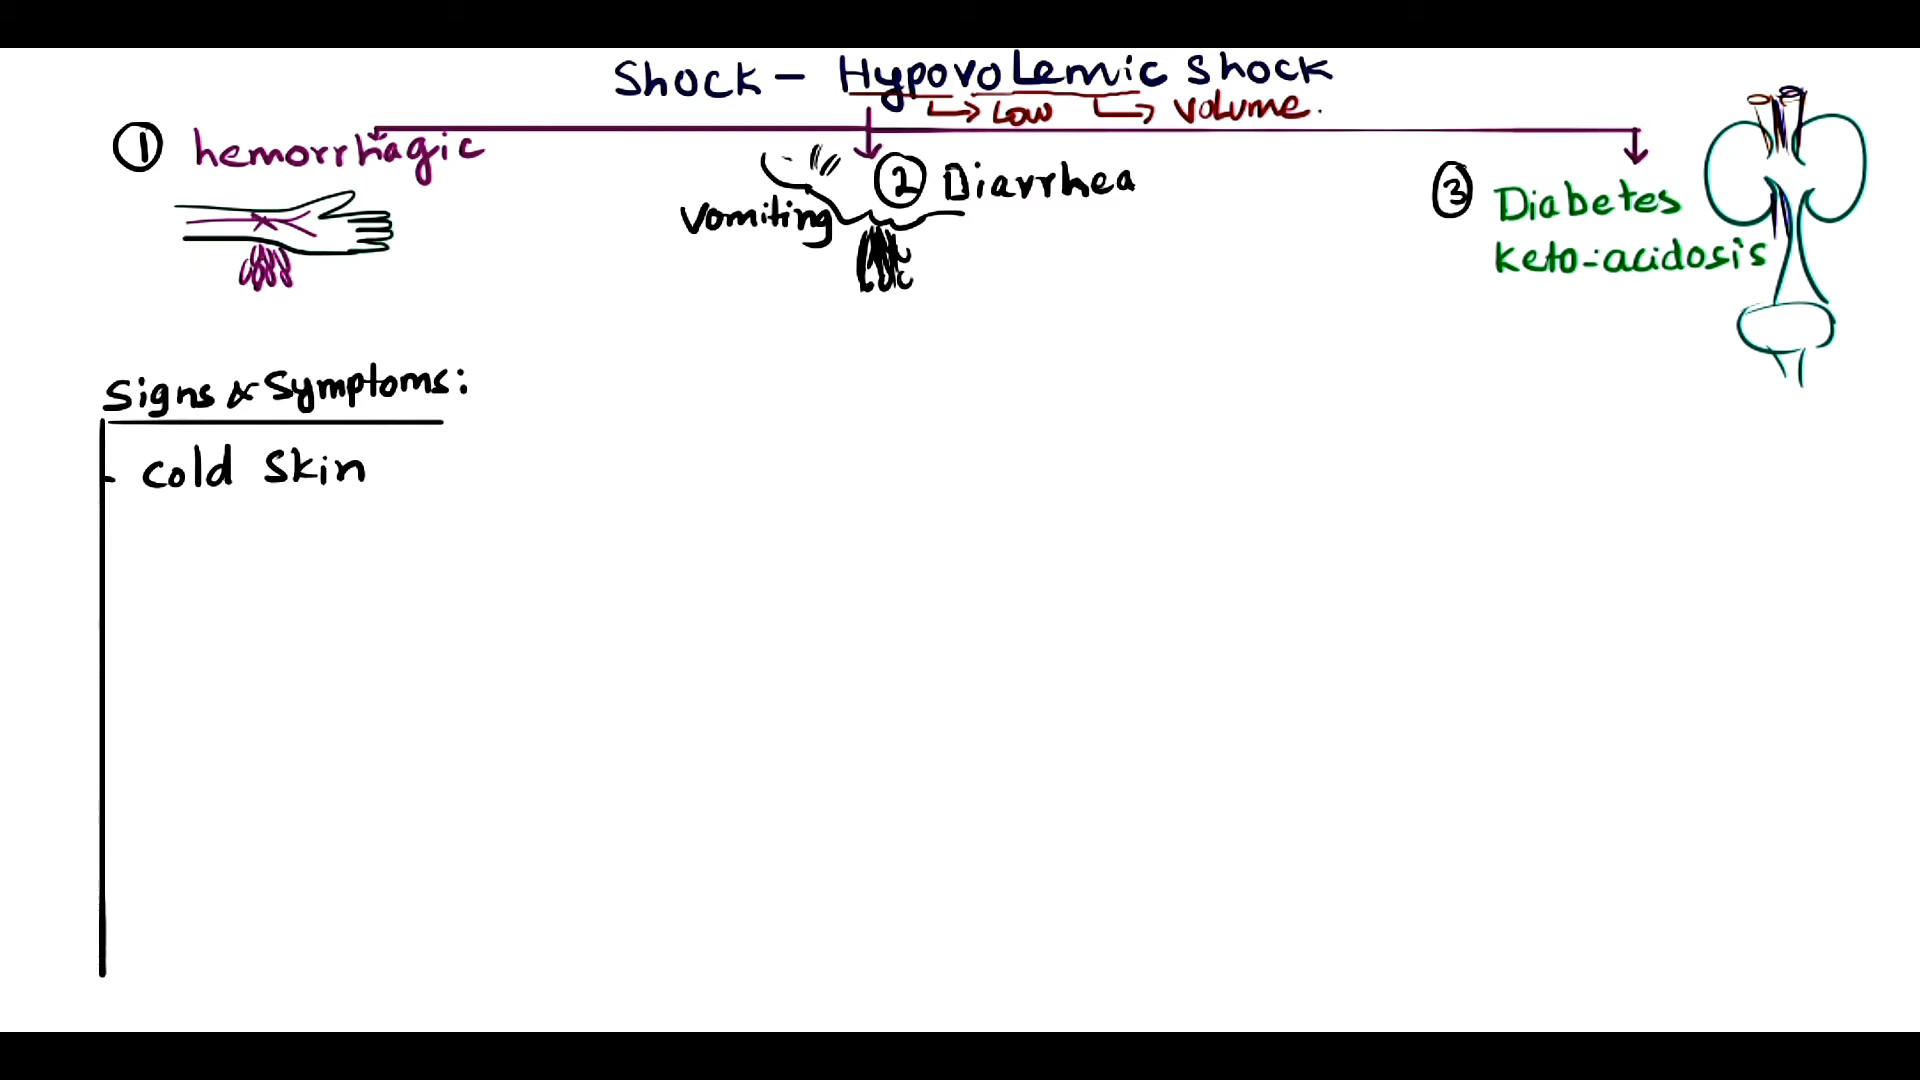 Shock - Hypovolemic Shock
Low Volume.
1 hemorrhagic
Vomiting
2 Diarrhea
3 Diabetes
Keto-acidosis
Signs & Symptoms:
- Cold Skin